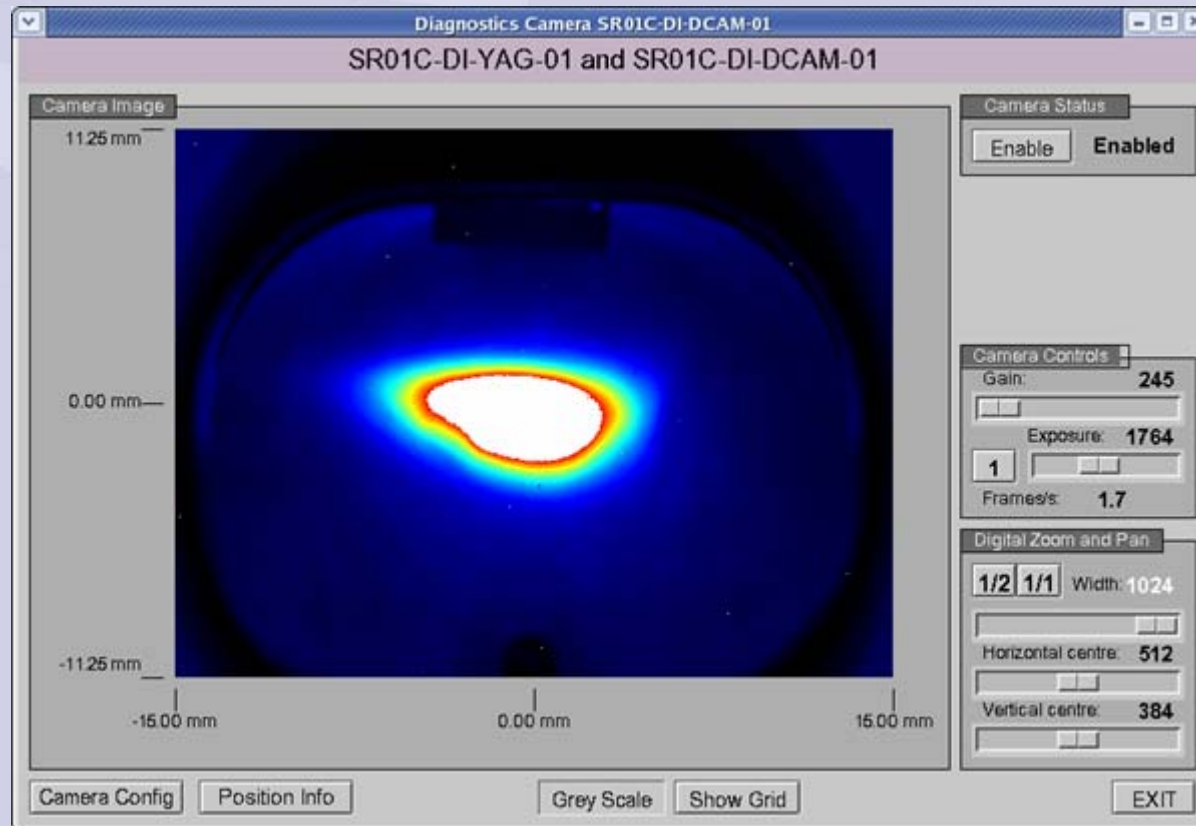 Diagnostics Camera SR01C-DI-DCAM-01
SR01C-DI-YAG-01 and SR01C-DI-DCAM-01
Camera Image
11.25 mm
0.00 mm
-11.25 mm
-15.00 mm
0.00 mm
15.00 mm
Camera Status
Enable
Enabled
Camera Controls
Gain: 245
Exposure: 1764
1
Frames/s: 1.7
Digital Zoom and Pan
1/2 1/1 Width: 1024
Horizontal centre: 512
Vertical centre: 384
Camera Config Position Info Grey Scale Show Grid EXIT